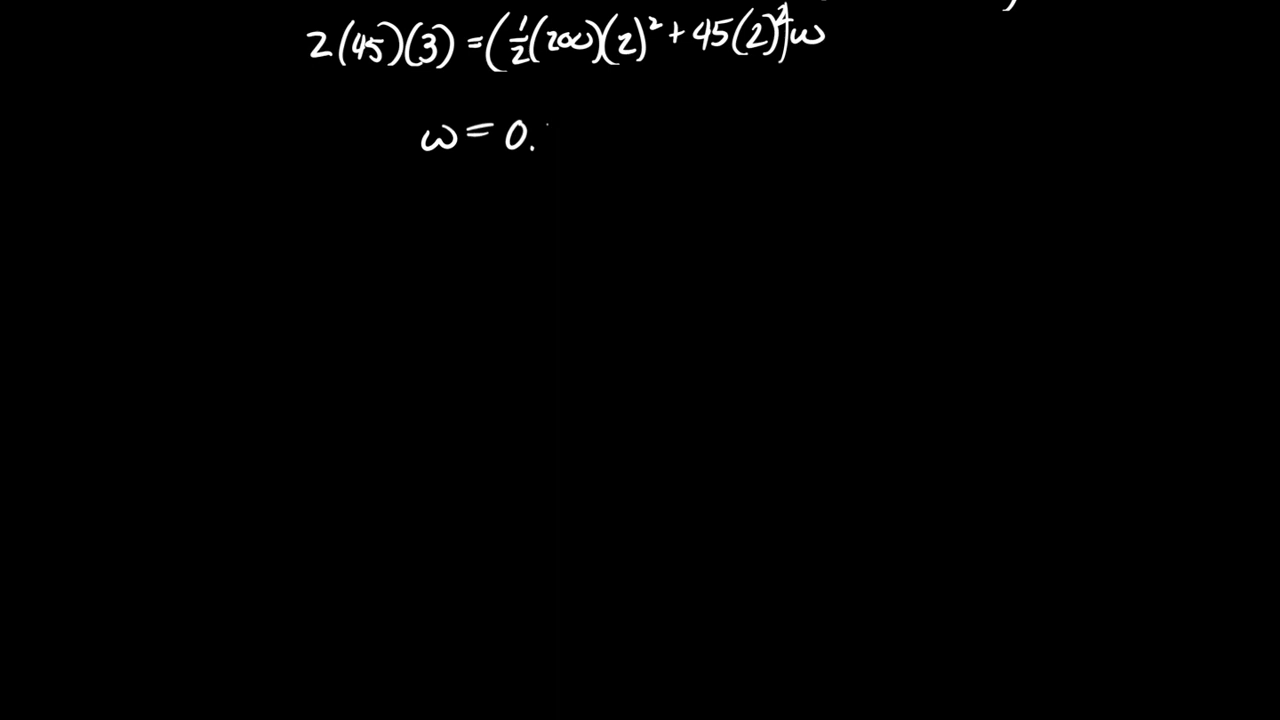 2(45)(3) = (½(200)(2)² + 45(2)²)ω
ω = 0.